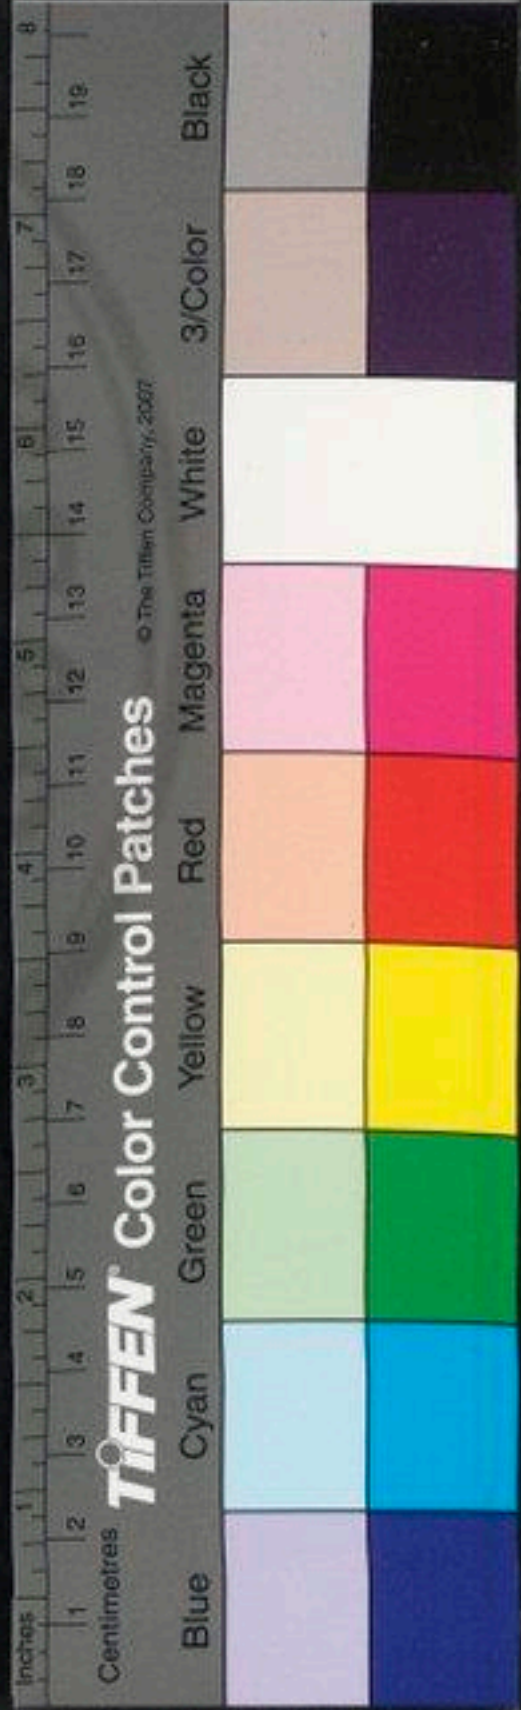 Inches 1 2 3 4 5 6 7 8
Centimetres 1 2 3 4 5 6 7 8 9 10 11 12 13 14 15 16 17 18 19
TIFFEN® Color Control Patches © The Tiffen Company, 2007
Blue Cyan Green Yellow Red Magenta White 3/Color Black